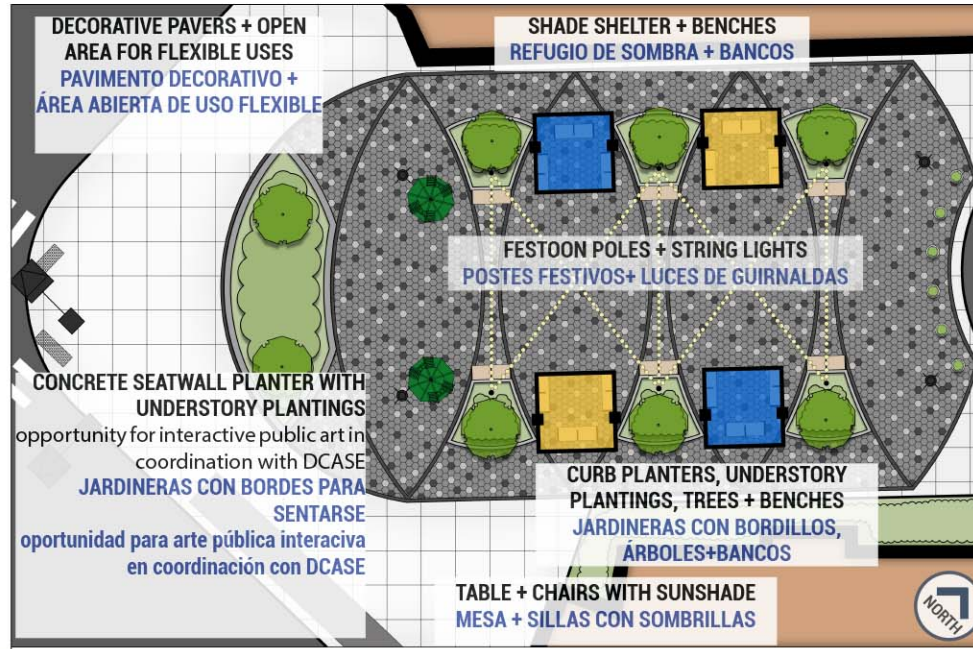 DECORATIVE PAVERS + OPEN
AREA FOR FLEXIBLE USES
PAVIMENTO DECORATIVO +
ÁREA ABIERTA DE USO FLEXIBLE
SHADE SHELTER + BENCHES
REFUGIO DE SOMBRA + BANCOS
FESTOON POLES + STRING LIGHTS
POSTES FESTIVOS+ LUCES DE GUIRNALDAS
CONCRETE SEATWALL PLANTER WITH
UNDERSTORY PLANTINGS
opportunity for interactive public art in
coordination with DCASE
JARDINERAS CON BORDES PARA
SENTARSE
oportunidad para arte pública interaciva
en coordinación con DCASE
CURB PLANTERS, UNDERSTORY
PLANTINGS, TREES + BENCHES
JARDINERAS CON BORDILLOS,
ÁRBOLES+BANCOS
TABLE + CHAIRS WITH SUNSHADE
MESA + SILLAS CON SOMBRILLAS
NORTH